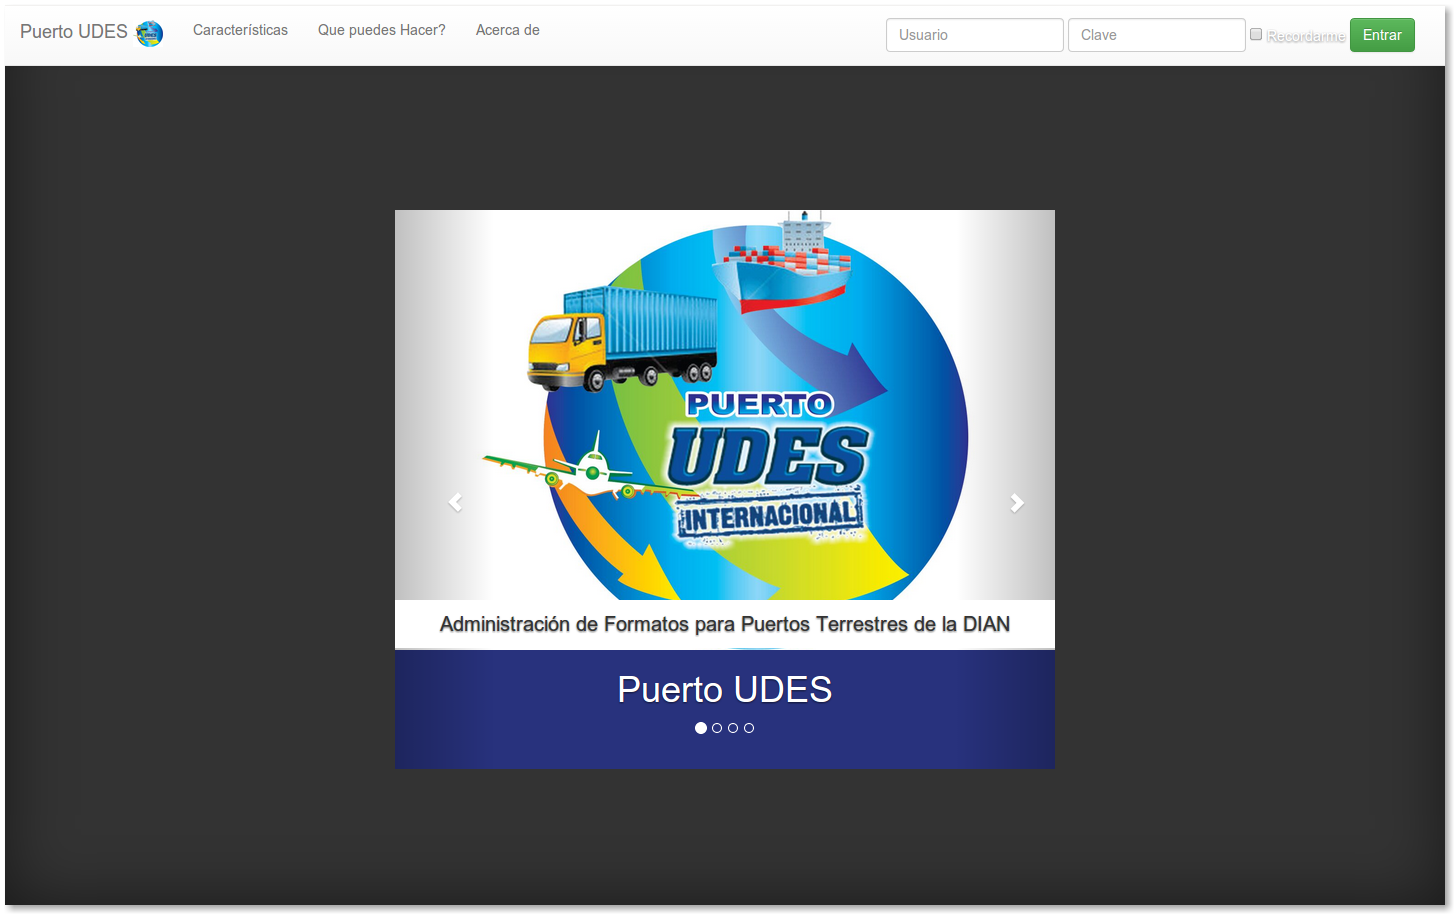 Puerto UDES
Características
Que puedes Hacer?
Acerca de
Usuario
Clave
Recordarme
Entrar
PUERTO
UDES
INTERNACIONAL
Administración de Formatos para Puertos Terrestres de la DIAN
Puerto UDES